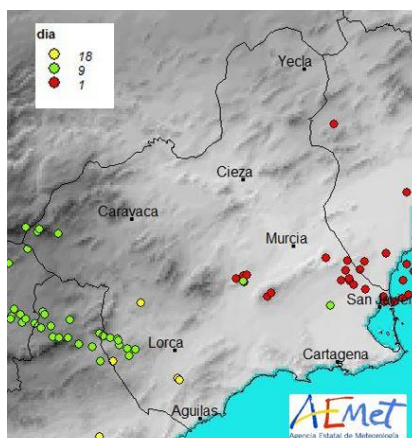 dia
18
9
1
Yecla
Cieza
Caravaca
Murcia
San Javier
Lorca
Cartagena
Aguilas
AEmet
Agencia Estatal de Meteorología